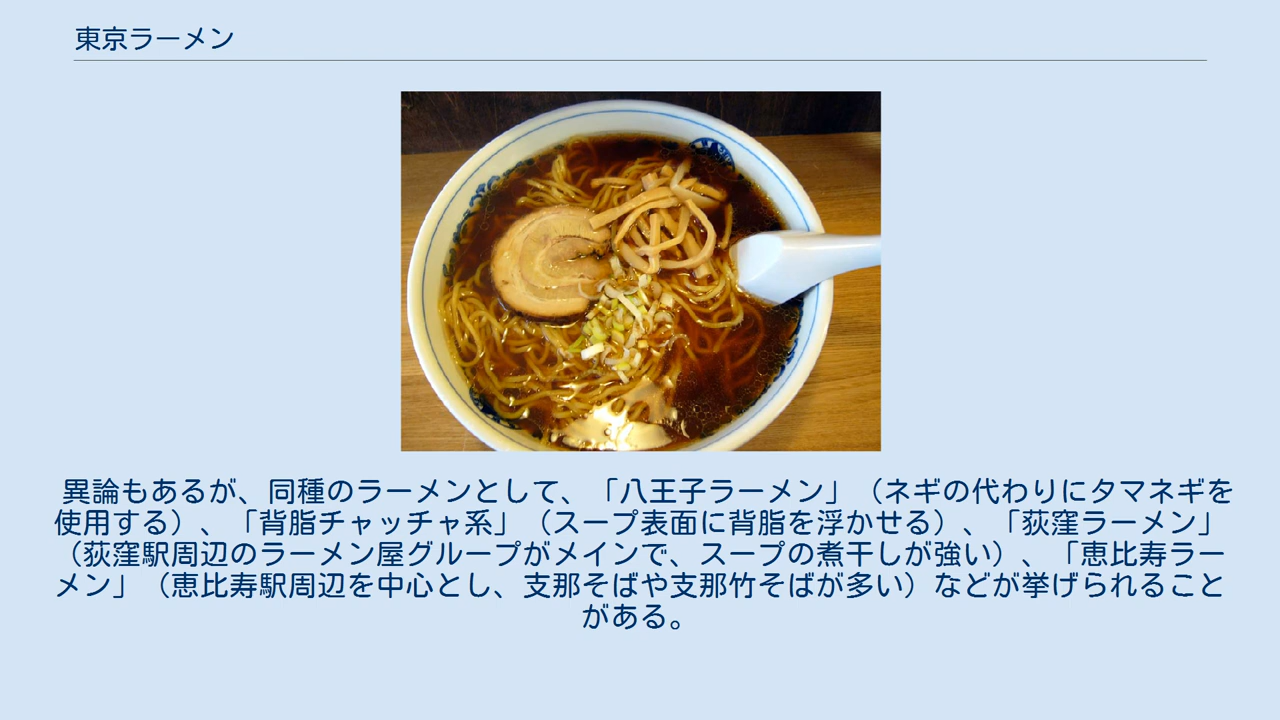 東京ラーメン
異論もあるが、同種のラーメンとして、「八王子ラーメン」（ネギの代わりにタマネギを
使用する）、「背脂チャッチャ系」（スープ表面に背脂を浮かせる）、「荻窪ラーメン」
（荻窪駅周辺のラーメン屋グループがメインで、スープの煮干しが強い）、「恵比寿ラー
メン」（恵比寿駅周辺を中心とし、支那そばや支那竹そばが多い）などが挙げられること
がある。